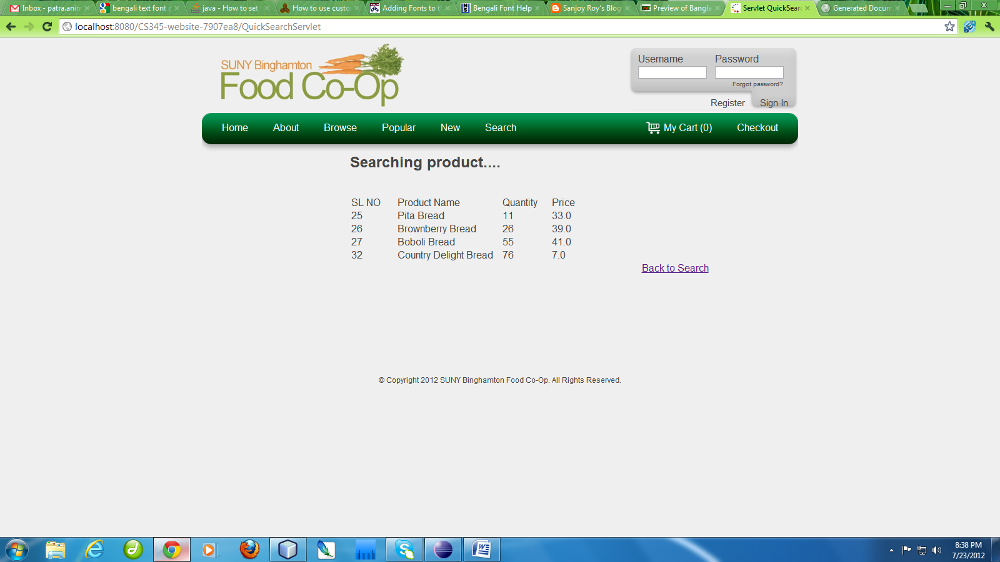 Inbox - patra.anim
bengali text font c
java - How to set
How to use custo
Adding Fonts to t
Bengali Font Help
Sanjoy Roy's Blog
Preview of Bangla
Servlet QuickSear
Generated Docum
localhost:8080/CS345-website-7907ea8/QuickSearchServlet
SUNY Binghamton
Food Co-Op
Username Password
Forgot password?
Register Sign-In
Home About Browse Popular New Search My Cart (0) Checkout
Searching product....
SL NO Product Name Quantity Price
25 Pita Bread 11 33.0
26 Brownberry Bread 26 39.0
27 Boboli Bread 55 41.0
32 Country Delight Bread 76 7.0
Back to Search
© Copyright 2012 SUNY Binghamton Food Co-Op. All Rights Reserved.
8:38 PM
7/23/2012